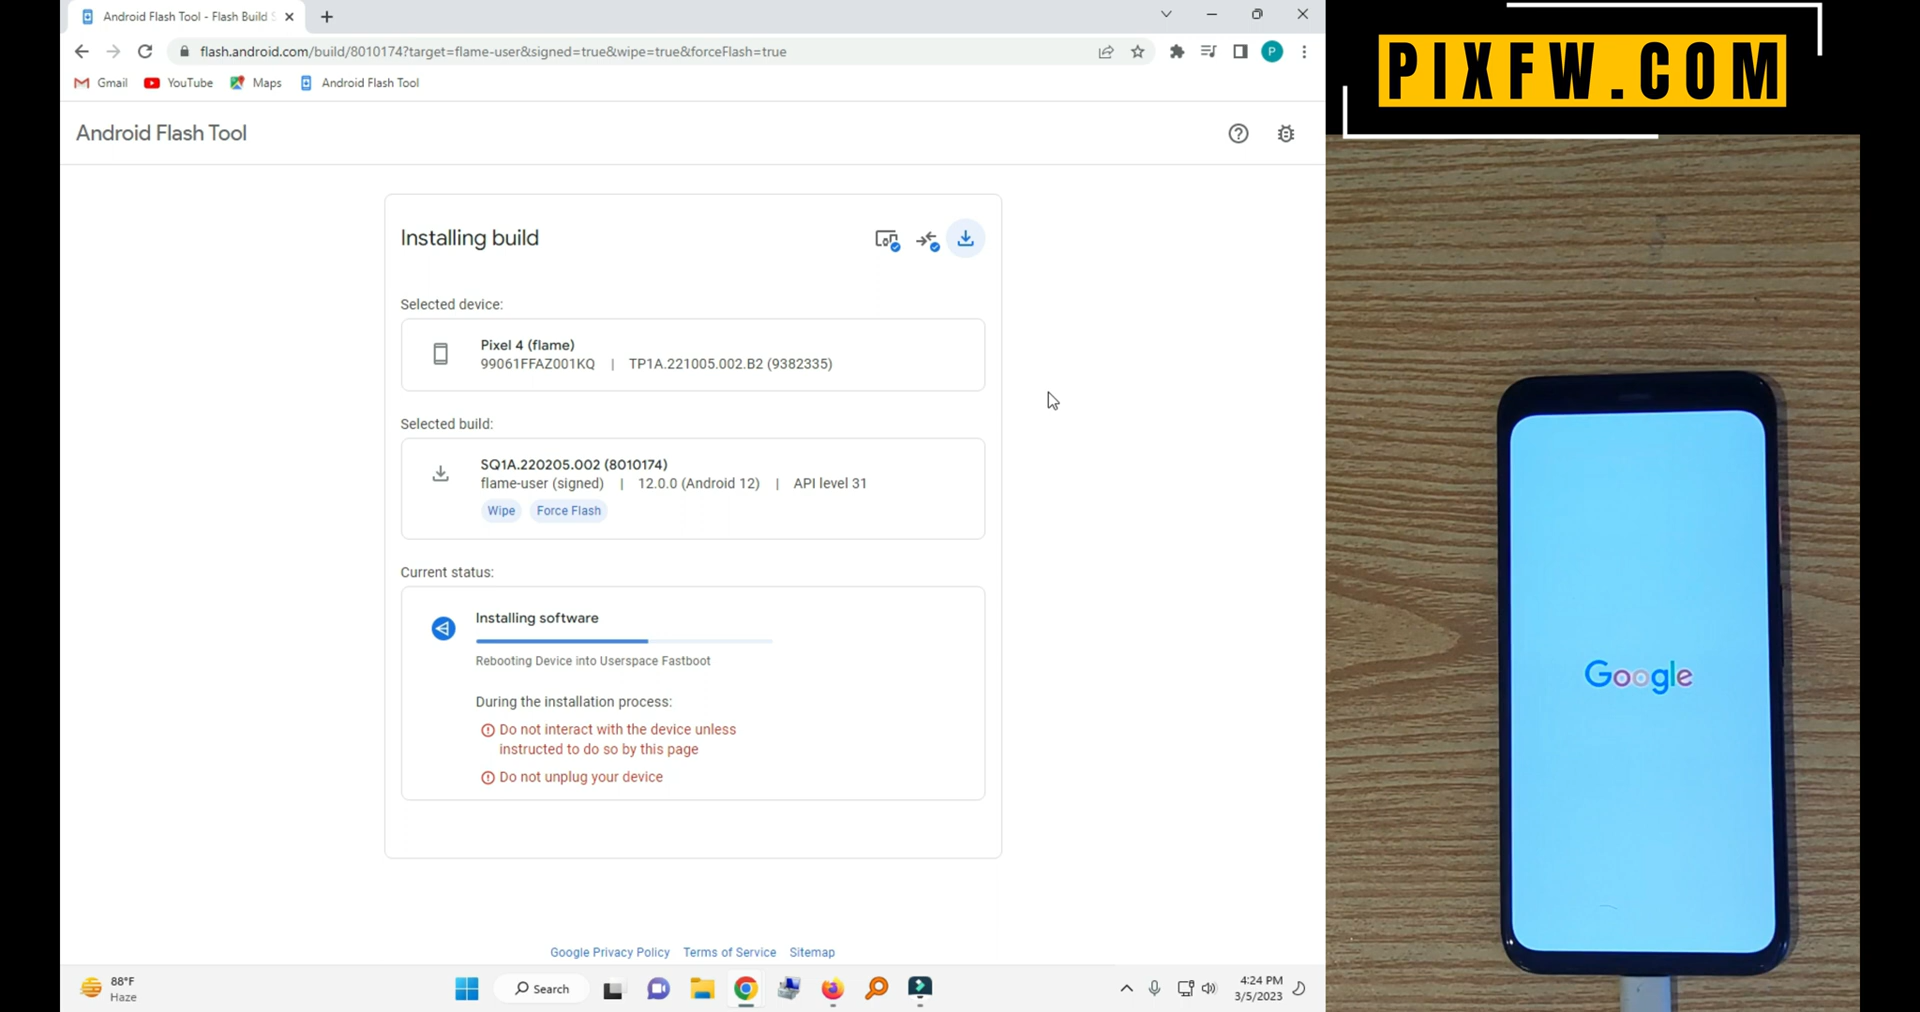 Android Flash Tool - Flash Build S
flash.android.com/build/8010174?target=flame-user&signed=true&wipe=true&forceFlash=true
P
Gmail
YouTube
Maps
Android Flash Tool
PIXFW.COM
Android Flash Tool
Installing build
Selected device:
Pixel 4 (flame)
99061FFAZ001KQ | TP1A.221005.002.B2 (9382335)
Selected build:
SQ1A.220205.002 (8010174)
flame-user (signed) | 12.0.0 (Android 12) | API level 31
Wipe
Force Flash
Current status:
Installing software
Rebooting Device into Userspace Fastboot
During the installation process:
Do not interact with the device unless
instructed to do so by this page
Do not unplug your device
Google
Google Privacy Policy
Terms of Service
Sitemap
88°F
Haze
Search
4:24 PM
3/5/2023